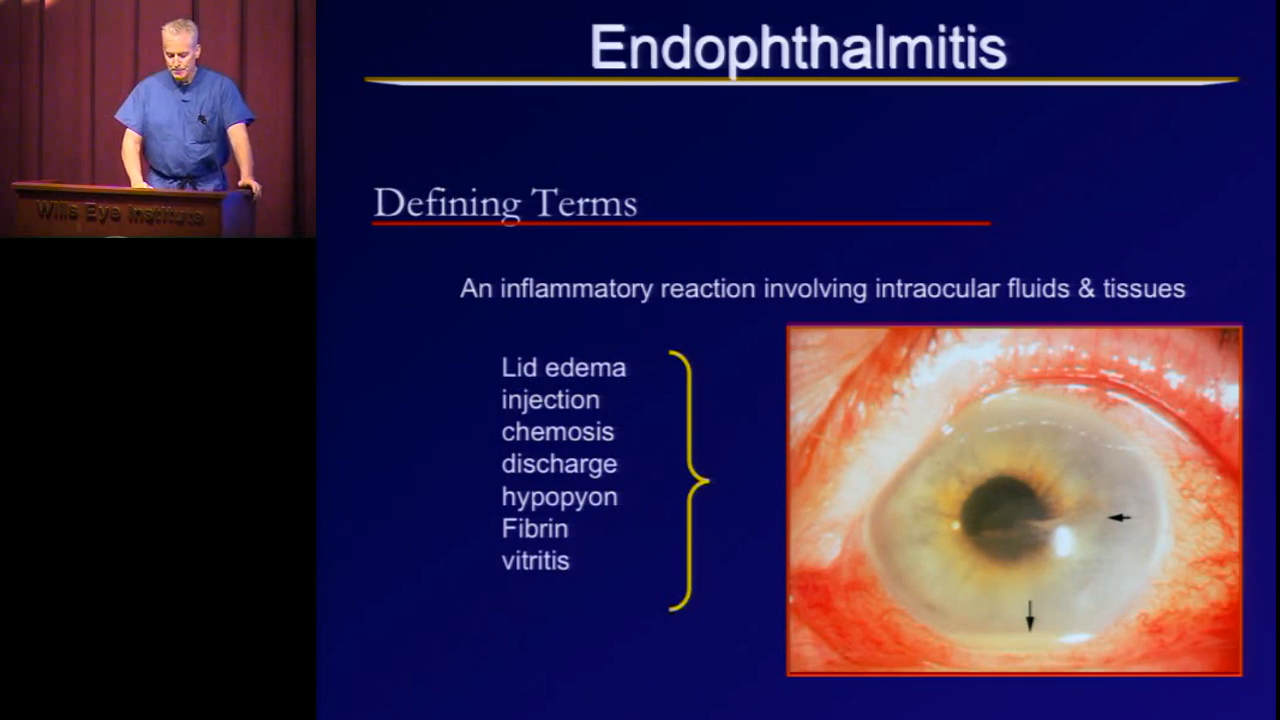 Endophthalmitis
Wills Eye Institute
Defining Terms
An inflammatory reaction involving intraocular fluids & tissues
Lid edema
injection
chemosis
discharge
hypopyon
Fibrin
vitritis